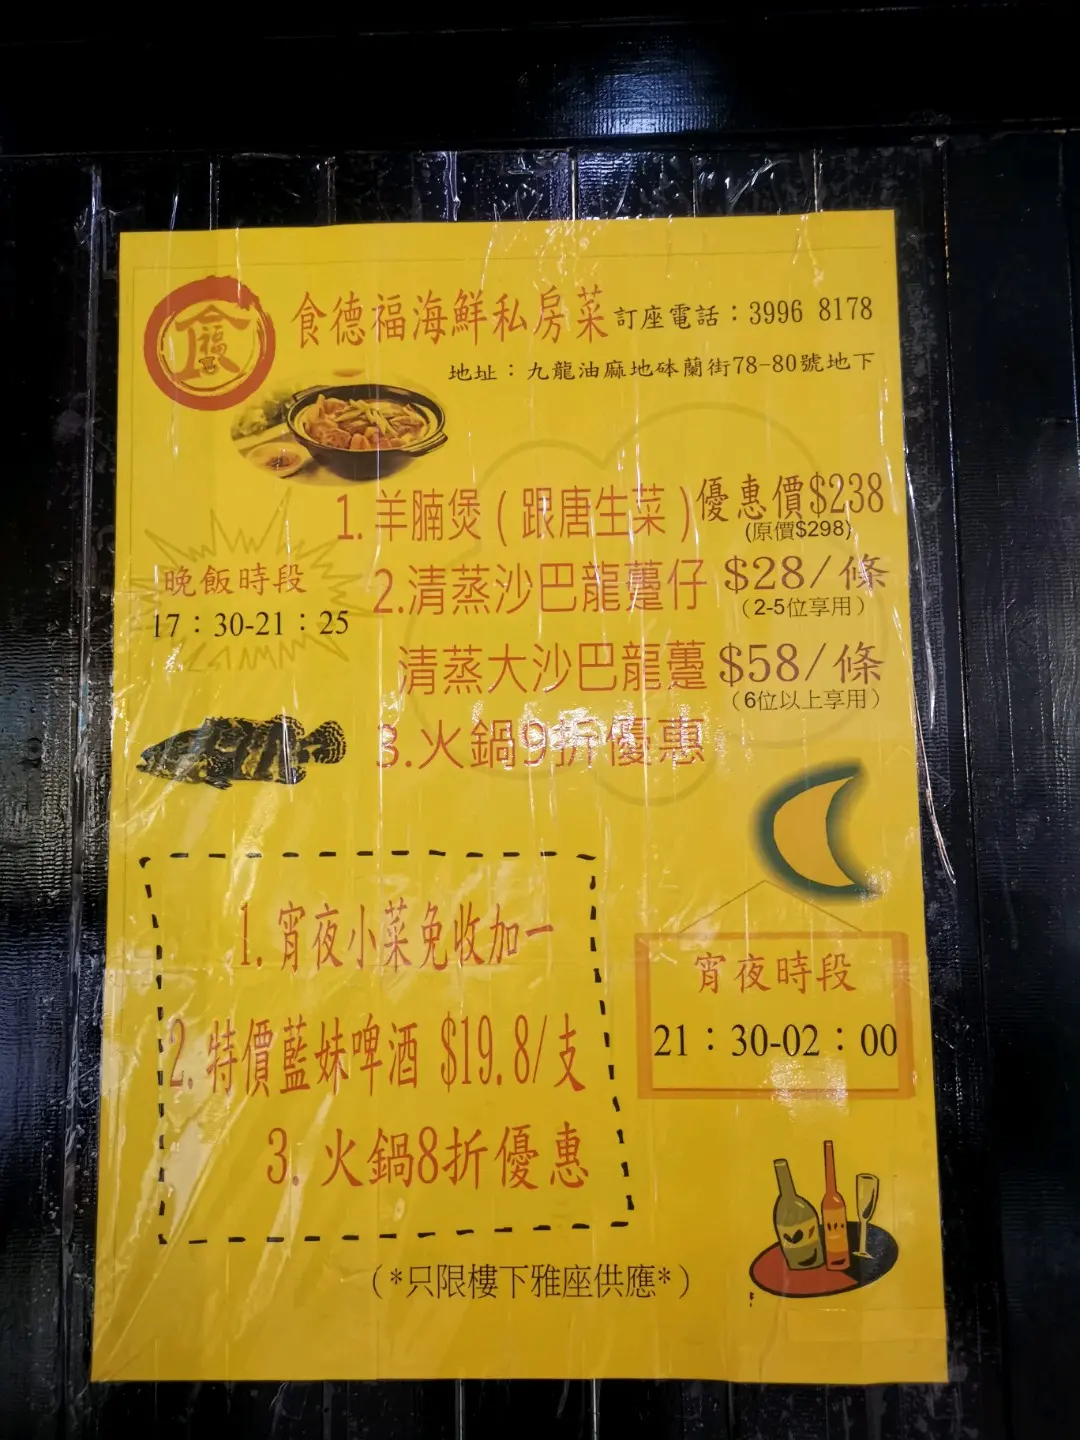 食福
食德福海鮮私房菜 訂座電話：3996 8178
地址：九龍油麻地砵蘭街78-80號地下
1. 羊腩煲（跟唐生菜）優惠價$238
(原價$298)
晚飯時段
17：30-21：25
2.清蒸沙巴龍躉仔 $28/條
（2-5位享用）
清蒸大沙巴龍躉 $58/條
（6位以上享用）
3.火鍋9折優惠
1. 宵夜小菜免收加一
2. 特價藍妹啤酒 $19.8/支
3. 火鍋8折優惠
宵夜時段
21：30-02：00
（*只限樓下雅座供應*）